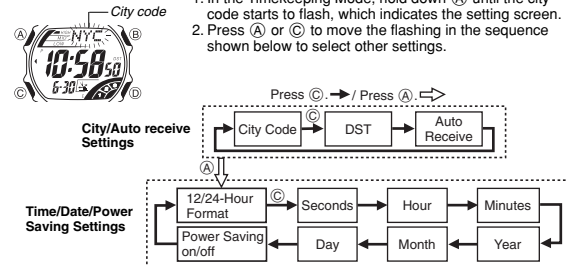 City code
1. In the Timekeeping Mode, hold down Ⓐ until the city
code starts to flash, which indicates the setting screen.
2. Press Ⓐ or Ⓒ to move the flashing in the sequence
shown below to select other settings.
Ⓐ
Ⓑ
NYC
DST
10:58 50
6-30
Ⓒ
Ⓓ
Press Ⓒ. ➔ / Press Ⓐ. ⇨
City/Auto receive
Settings
City Code
Ⓒ
DST
Auto
Receive
Ⓐ
Time/Date/Power
Saving Settings
12/24-Hour
Format
Ⓒ
Seconds
Hour
Minutes
Power Saving
on/off
Day
Month
Year